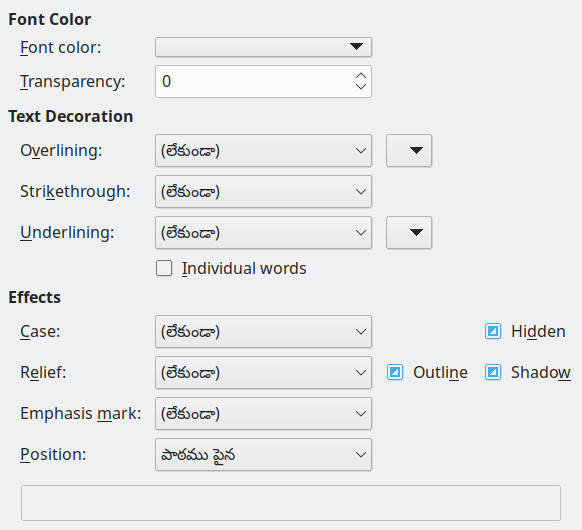 Font Color
Font color:
Transparency: 0
Text Decoration
Overlining: (లేకుండా)
Strikethrough: (లేకుండా)
Underlining: (లేకుండా)
Individual words
Effects
Case: (లేకుండా) Hidden
Relief: (లేకుండా) Outline Shadow
Emphasis mark: (లేకుండా)
Position: పాఠము పైన